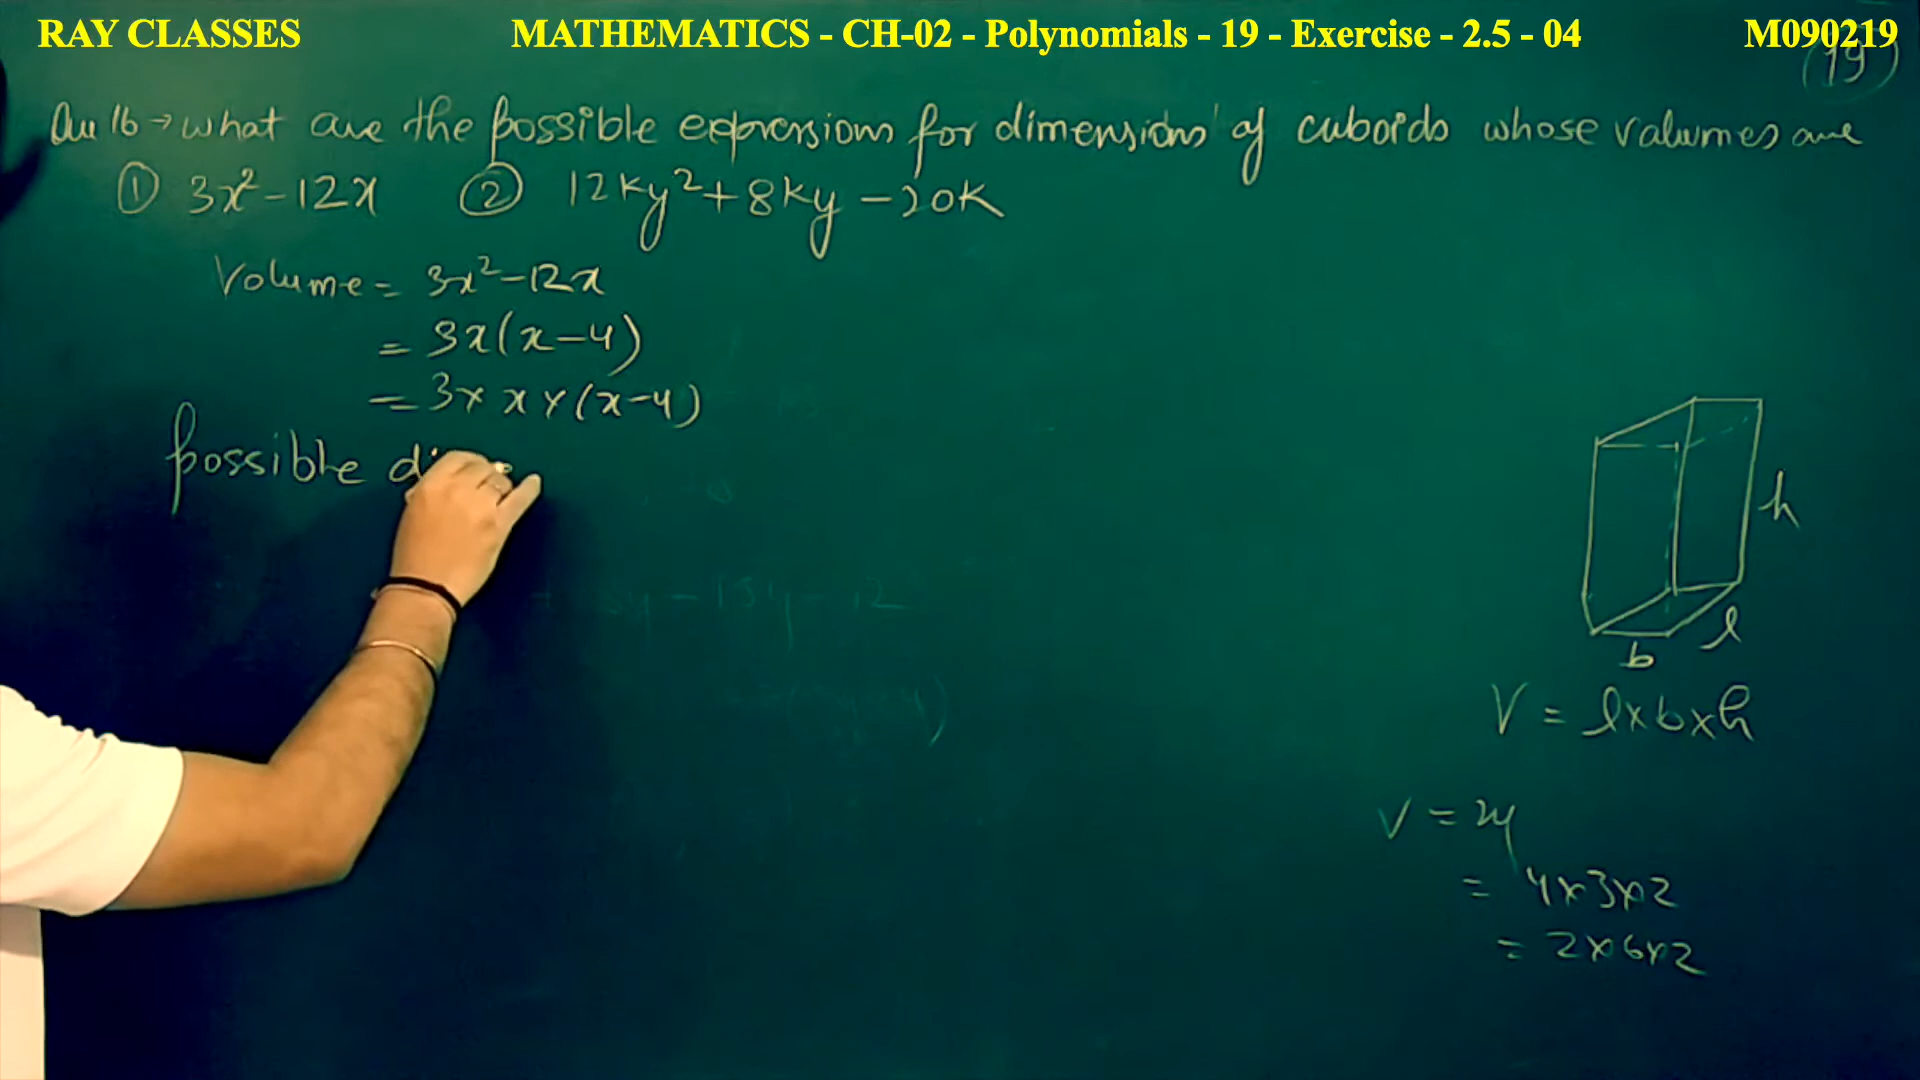 RAY CLASSES MATHEMATICS - CH-02 - Polynomials - 19 - Exercise - 2.5 - 04 M090219
(19)
Qu 16 → what are the possible expressions for dimensions of cuboids whose valumes are
① 3x² - 12x ② 12ky² + 8ky - 20k
Volume = 3x² - 12x
= 3x(x-4)
= 3 × x × (x-4)
possible
h
l
b
V = l×b×h
V = 24
= 4×3×2
= 2×6×2